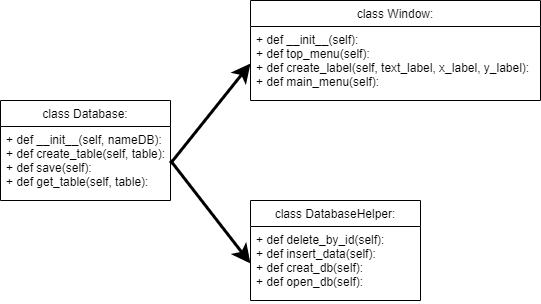 class Window:
+ def __init__(self):
+ def top_menu(self):
+ def create_label(self, text_label, x_label, y_label):
+ def main_menu(self):
class Database:
+ def __init__(self, nameDB):
+ def create_table(self, table):
+ def save(self):
+ def get_table(self, table):
class DatabaseHelper:
+ def delete_by_id(self):
+ def insert_data(self):
+ def creat_db(self):
+ def open_db(self):